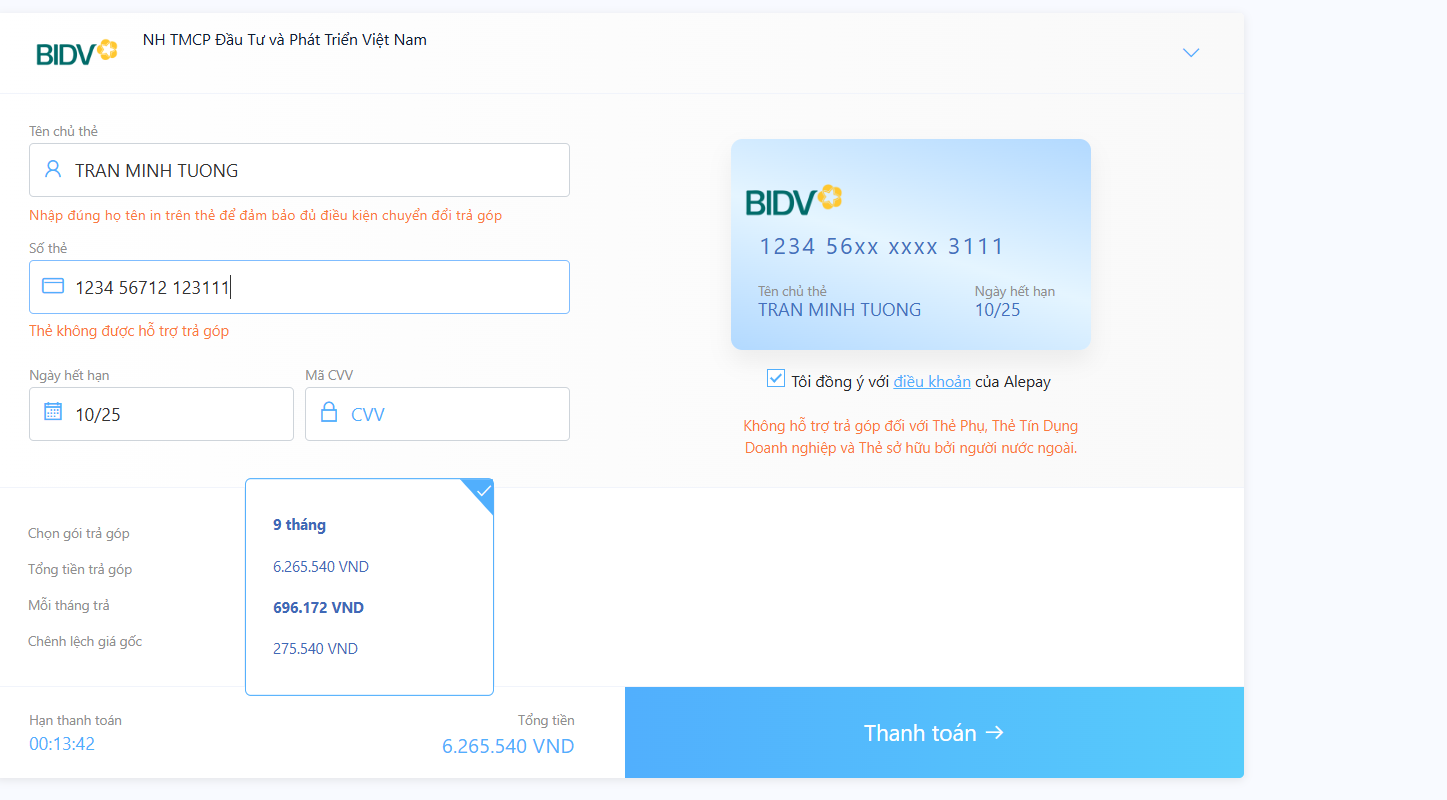 BIDV
NH TMCP Đầu Tư và Phát Triển Việt Nam
Tên chủ thẻ
TRAN MINH TUONG
Nhập đúng họ tên in trên thẻ để đảm bảo đủ điều kiện chuyển đổi trả góp
Số thẻ
1234 56712 123111
Thẻ không được hỗ trợ trả góp
Ngày hết hạn
10/25
Mã CVV
CVV
BIDV
1234 56xx xxxx 3111
Tên chủ thẻ
TRAN MINH TUONG
Ngày hết hạn
10/25
Tôi đồng ý với điều khoản của Alepay
Không hỗ trợ trả góp đối với Thẻ Phụ, Thẻ Tín Dụng
Doanh nghiệp và Thẻ sở hữu bởi người nước ngoài.
Chọn gói trả góp
9 tháng
Tổng tiền trả góp
6.265.540 VND
Mỗi tháng trả
696.172 VND
Chênh lệch giá gốc
275.540 VND
Hạn thanh toán
00:13:42
Tổng tiền
6.265.540 VND
Thanh toán →